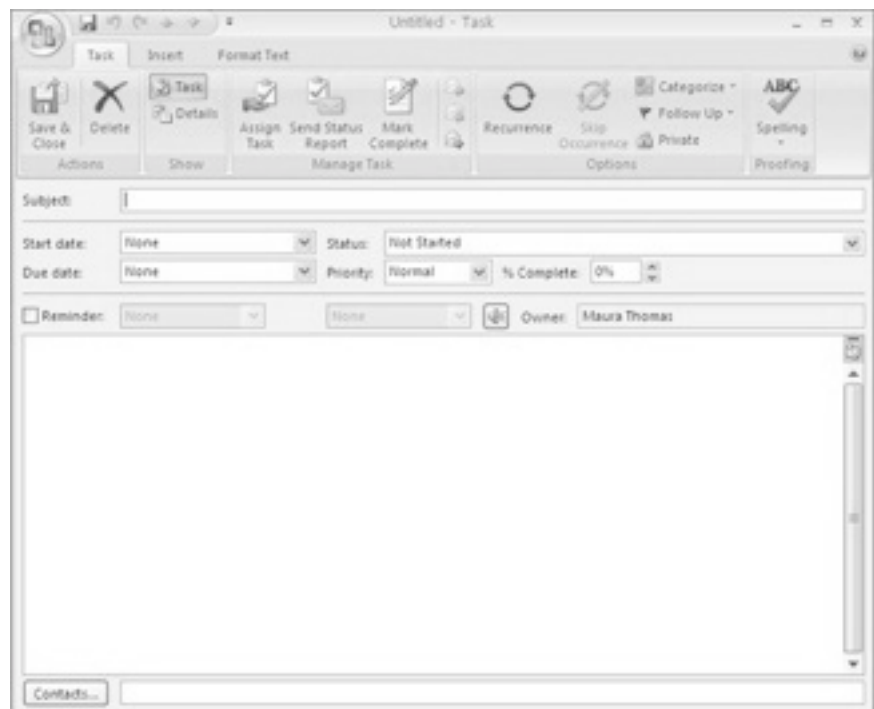 Untitled - Task
Task Insert Format Text
Save & Close
Delete
Actions
Task
Details
Show
Assign Task
Send Status Report
Mark Complete
Manage Task
Recurrence
Skip Occurrence
Categorize
Follow Up
Private
Options
ABC
Spelling
Proofing
Subject:
Start date: None Status: Not Started
Due date: None Priority: Normal % Complete: 0%
Reminder: None None Owner: Maura Thomas
Contacts...